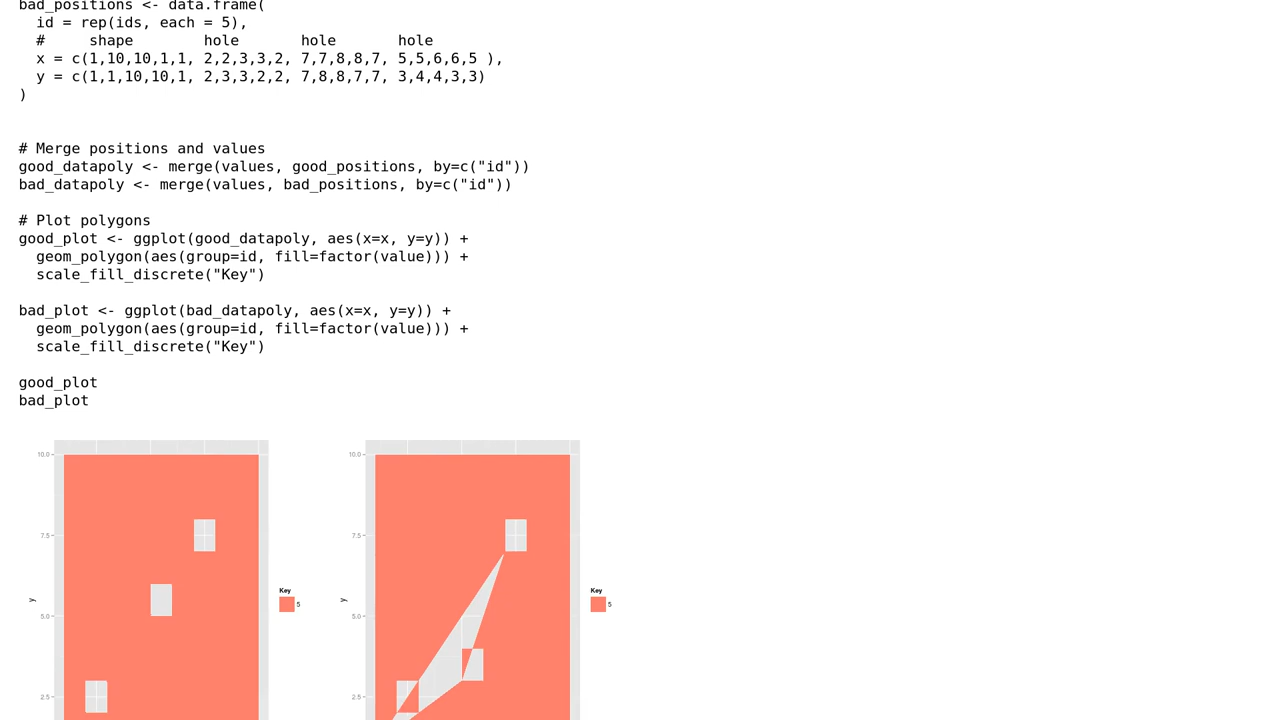 bad_positions <- data.frame(
  id = rep(ids, each = 5),
  #     shape        hole       hole       hole
  x = c(1,10,10,1,1, 2,2,3,3,2, 7,7,8,8,7, 5,5,6,6,5 ),
  y = c(1,1,10,10,1, 2,3,3,2,2, 7,8,8,7,7, 3,4,4,3,3)
)
# Merge positions and values
good_datapoly <- merge(values, good_positions, by=c("id"))
bad_datapoly <- merge(values, bad_positions, by=c("id"))
# Plot polygons
good_plot <- ggplot(good_datapoly, aes(x=x, y=y)) +
  geom_polygon(aes(group=id, fill=factor(value))) +
  scale_fill_discrete("Key")
bad_plot <- ggplot(bad_datapoly, aes(x=x, y=y)) +
  geom_polygon(aes(group=id, fill=factor(value))) +
  scale_fill_discrete("Key")
good_plot
bad_plot
10.0
7.5
5.0
2.5
y
Key
5
10.0
7.5
5.0
2.5
y
Key
5